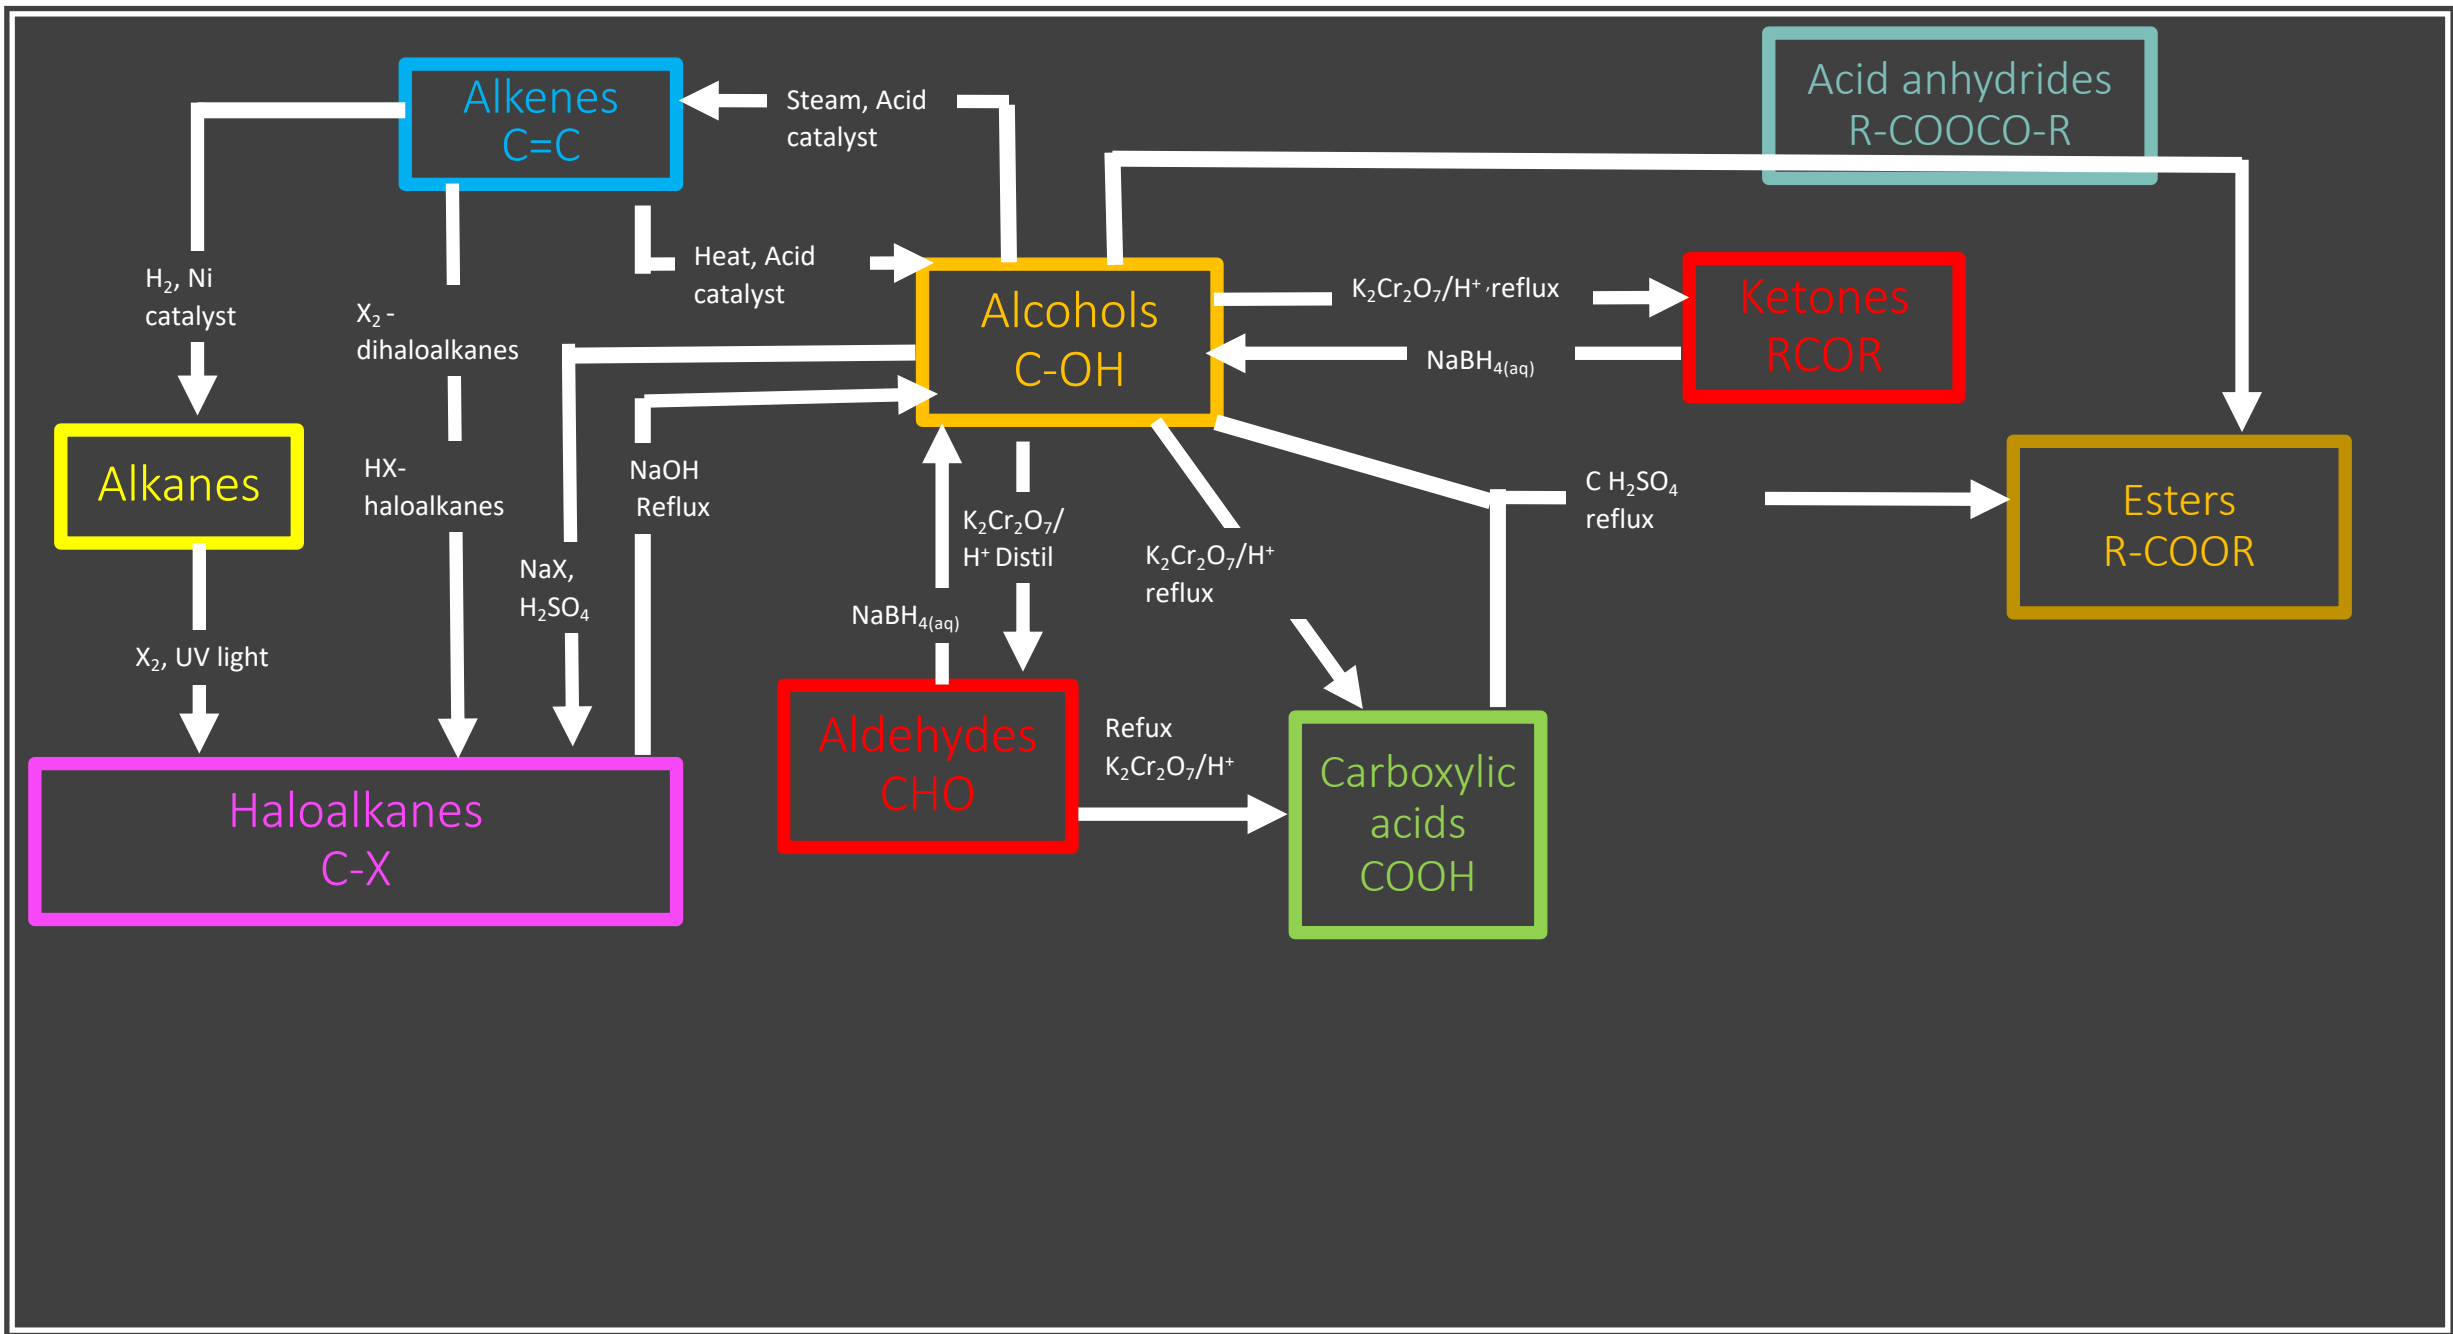 Alkenes
C=C
Steam, Acid
catalyst
Acid anhydrides
R-COOCO-R
H₂, Ni
catalyst
X₂ -
dihaloalkanes
Heat, Acid
catalyst
Alcohols
C-OH
K₂Cr₂O₇/H⁺ ,reflux
NaBH₄(aq)
Ketones
RCOR
Alkanes
HX-
haloalkanes
NaOH
Reflux
NaX,
H₂SO₄
K₂Cr₂O₇/
H⁺ Distil
NaBH₄(aq)
K₂Cr₂O₇/H⁺
reflux
C H₂SO₄
reflux
Esters
R-COOR
X₂, UV light
Haloalkanes
C-X
Aldehydes
CHO
Refux
K₂Cr₂O₇/H⁺
Carboxylic
acids
COOH